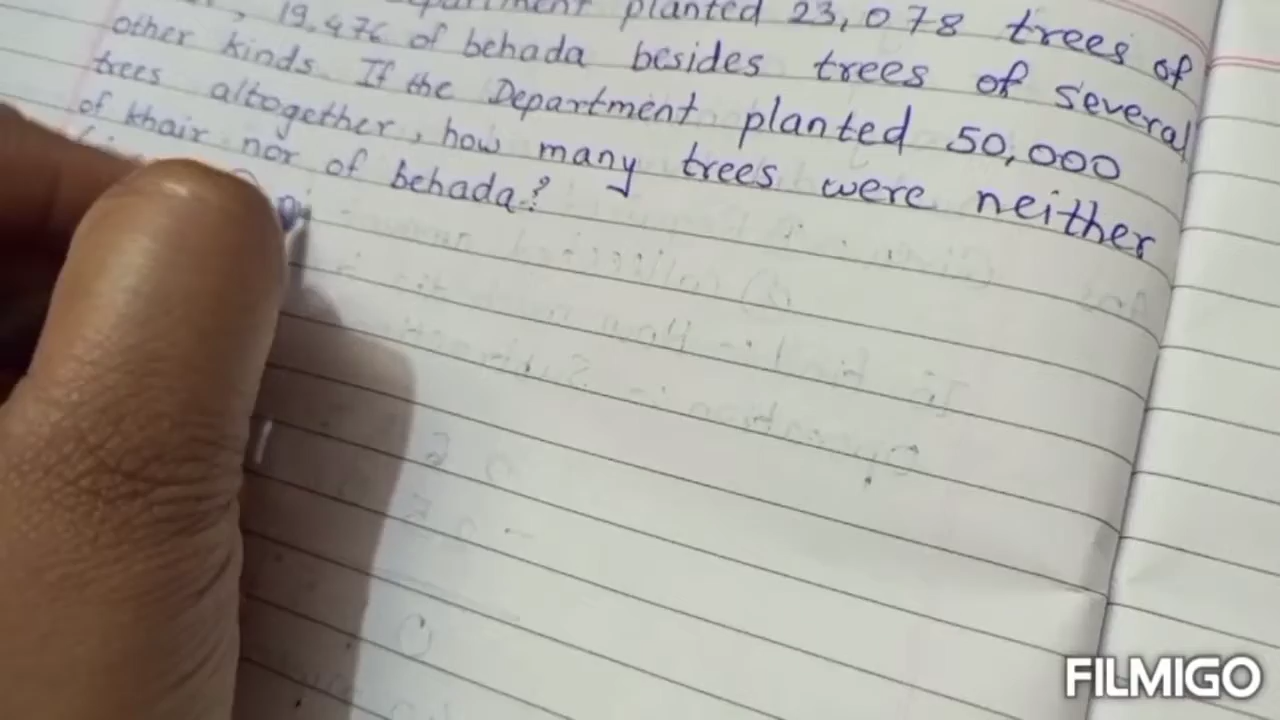 planted 23,078 trees of
19,476 of behada besides trees of several
other kinds. If the Department planted 50,000
trees altogether, how many trees were neither
of khair nor of behada?
FILMIGO